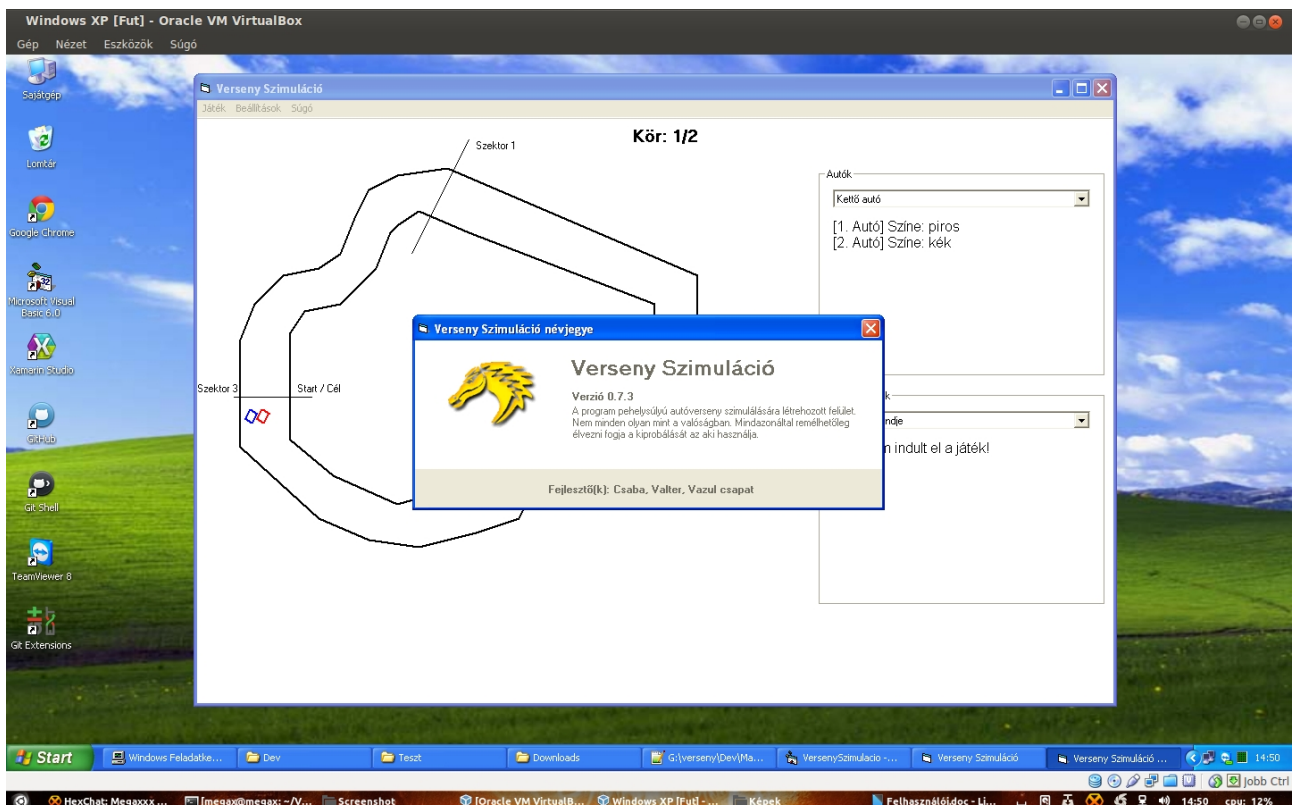 Windows XP [Fut] - Oracle VM VirtualBox
Gép Nézet Eszközök Súgó
Sajátgép
Lomtár
Google Chrome
Microsoft Visual
Basic 6.0
Xamarin Studio
GitHub
Git Shell
TeamViewer 8
Git Extensions
Verseny Szimuláció
Játék Beállítások Súgó
Kör: 1/2
Szektor 1
Szektor 3
Start / Cél
Autók
Kettő autó
[1. Autó] Színe: piros
[2. Autó] Színe: kék
indult el a játék!
Verseny Szimuláció névjegye
Verseny Szimuláció
Verzió 0.7.3
A program pehelysúlyú autóverseny szimulálására létrehozott felület.
Nem minden olyan mint a valóságban. Mindazonáltal remélhetőleg
élvezni fogja a kiprobálását az aki használja.
Fejlesztő(k): Csaba, Valter, Vazul csapat
Start
Windows Feladatke...
Dev
Teszt
Downloads
G:\verseny\Dev\Ma...
VersenySzimulacio - ...
Verseny Szimuláció
Verseny Szimuláció ...
14:50
Jobb Ctrl
HexChat: Megaxxx ...
[megax@megax: ~/V...
Screenshot
[Oracle VM VirtualB...
Windows XP [Fut] - ...
Képek
Felhasználói.doc - Li...
14:50
cpu: 12%